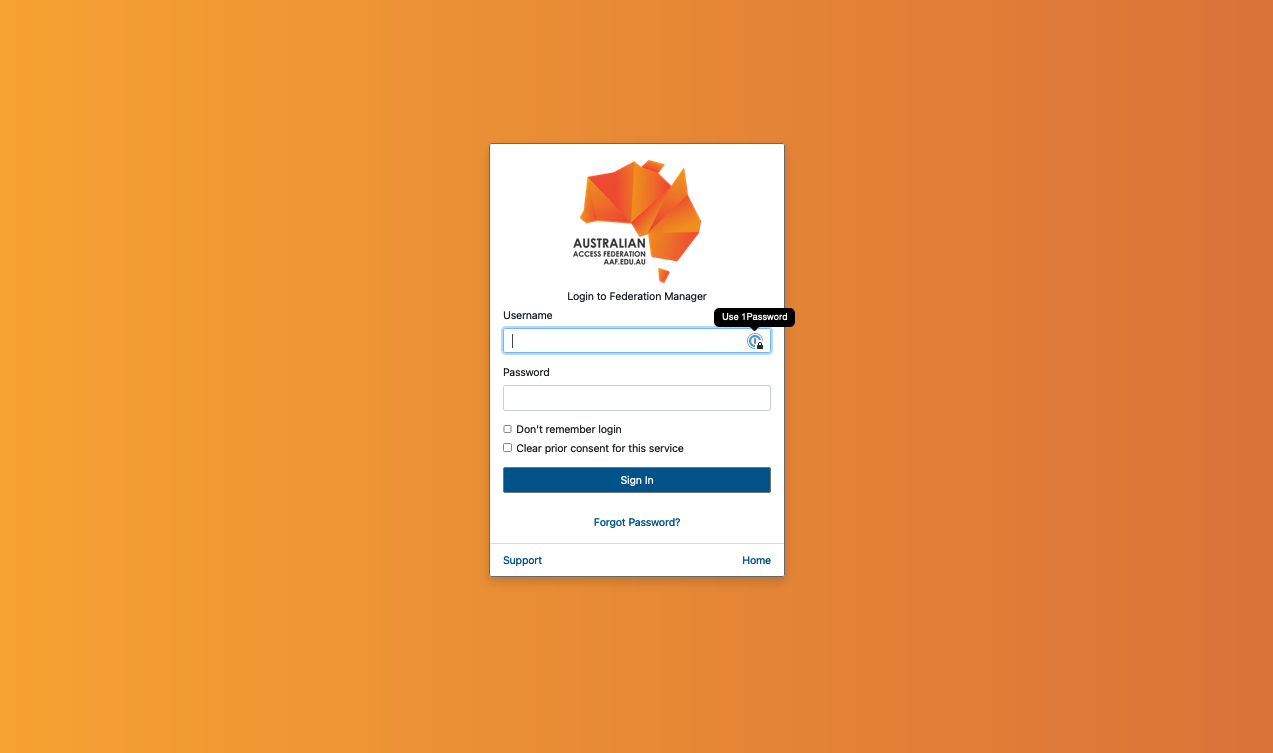 AUSTRALIAN
ACCESS FEDERATION
AAF.EDU.AU
Login to Federation Manager
Username
Use 1Password
Password
Don't remember login
Clear prior consent for this service
Sign In
Forgot Password?
Support
Home